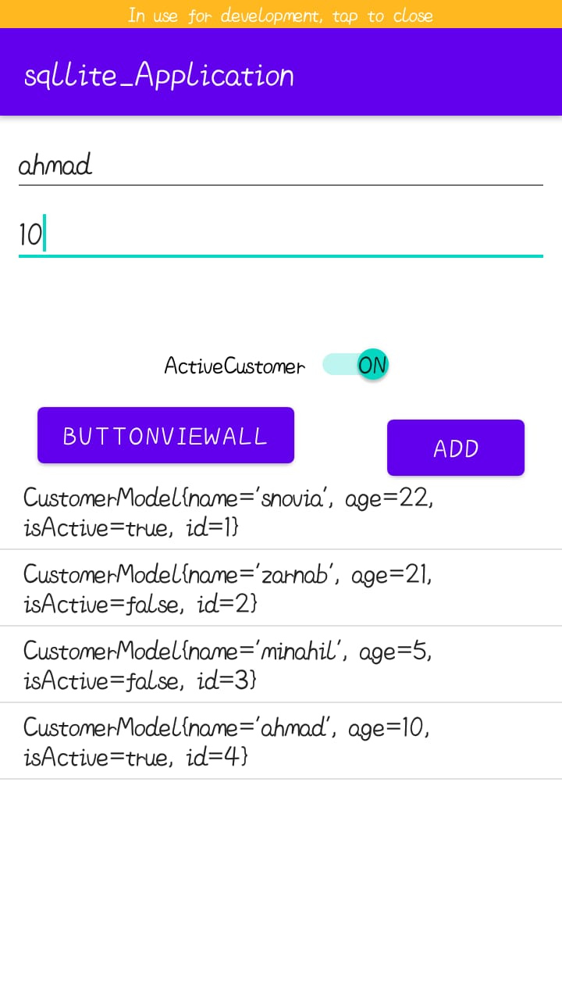 In use for development, tap to close
sqllite_Application
ahmad
10
ActiveCustomer ON
BUTTONVIEWALL
ADD
CustomerModel{name='snovia', age=22,
isActive=true, id=1}
CustomerModel{name='zarnab', age=21,
isActive=false, id=2}
CustomerModel{name='minahil', age=5,
isActive=false, id=3}
CustomerModel{name='ahmad', age=10,
isActive=true, id=4}